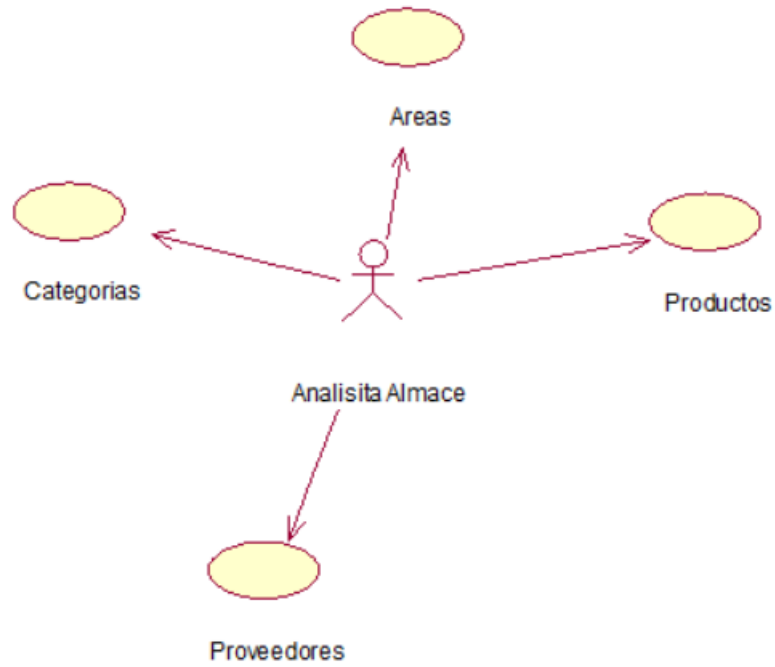 Areas
Categorias
Productos
Analisita Almace
Proveedores